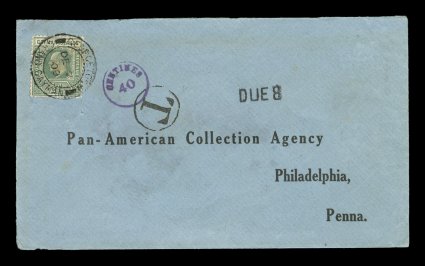 CENTIMES
40
T
DUE 8
Pan-American Collection Agency
Philadelphia,
Penna.